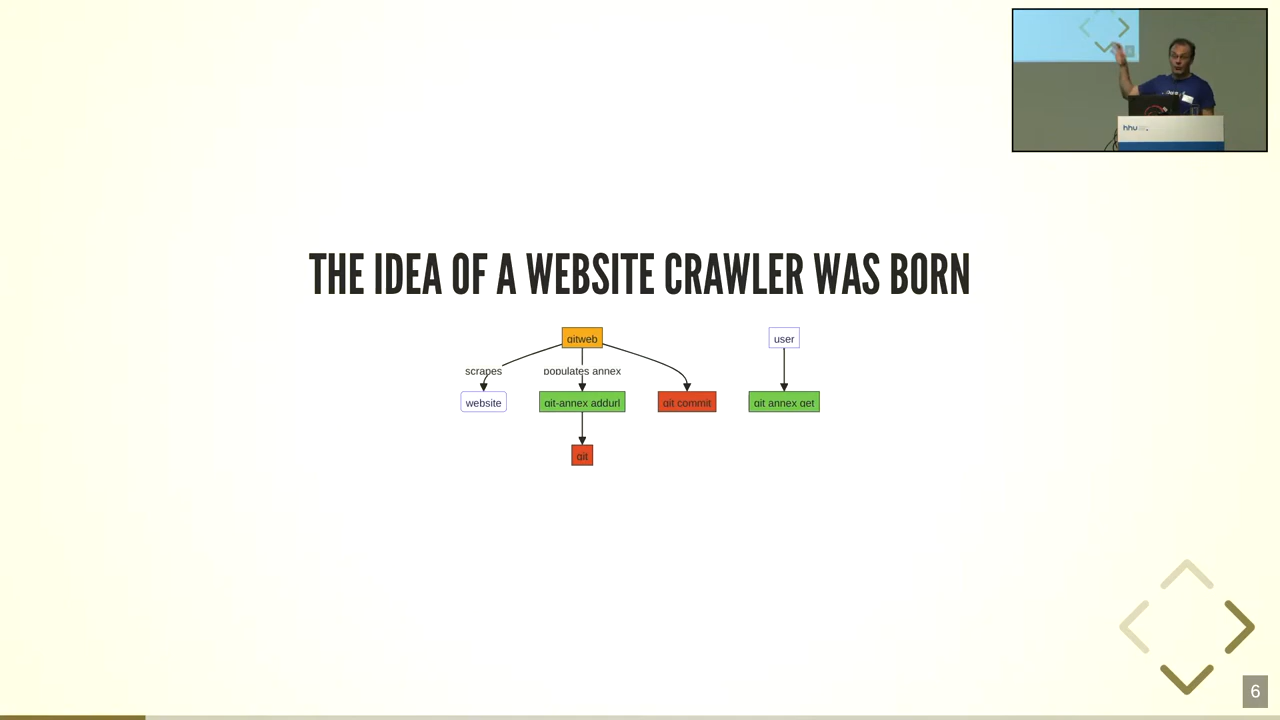 THE IDEA OF A WEBSITE CRAWLER WAS BORN
gitweb
user
scrapes
populates annex
website
git-annex addurl
git commit
git annex get
git
hhu
6